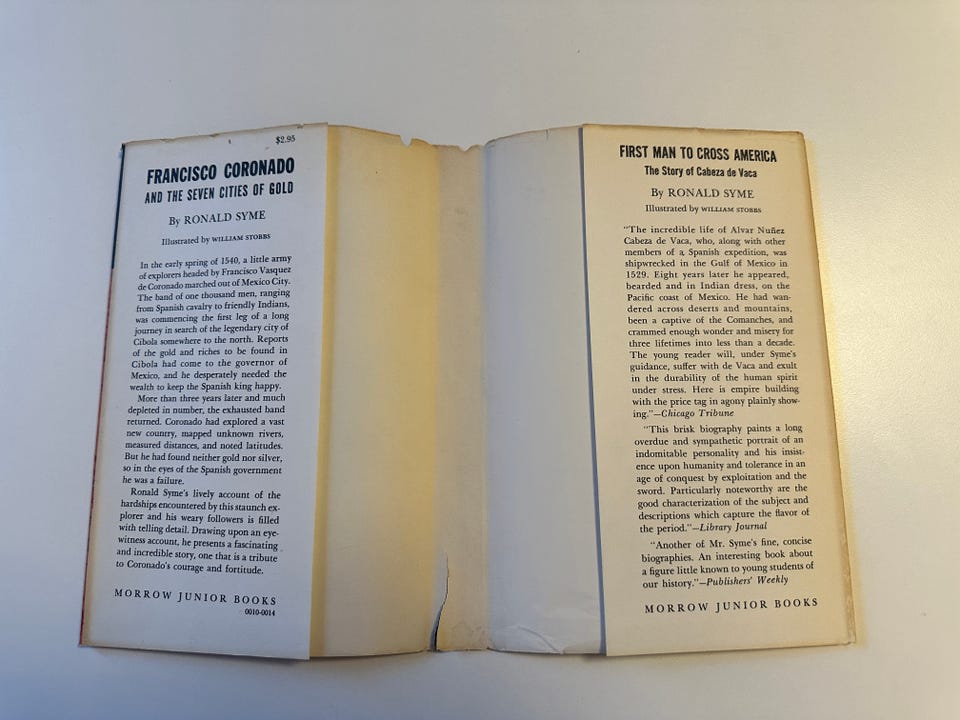 $2.95
FRANCISCO CORONADO
AND THE SEVEN CITIES OF GOLD
By RONALD SYME
Illustrated by WILLIAM STOBBS
In the early spring of 1540, a little army
of explorers headed by Francisco Vasquez
de Coronado marched out of Mexico City.
The band of one thousand men, ranging
from Spanish cavalry to friendly Indians,
was commencing the first leg of a long
journey in search of the legendary city of
Cibola somewhere to the north. Reports
of the gold and riches to be found in
Cibola had come to the governor of
Mexico, and he desperately needed the
wealth to keep the Spanish king happy.
More than three years later and much
depleted in number, the exhausted band
returned. Coronado had explored a vast
new country, mapped unknown rivers,
measured distances, and noted latitudes.
But he had found neither gold nor silver,
so in the eyes of the Spanish government
he was a failure.
Ronald Syme's lively account of the
hardships encountered by this staunch ex-
plorer and his weary followers is filled
with telling detail. Drawing upon an eye-
witness account, he presents a fascinating
and incredible story, one that is a tribute
to Coronado's courage and fortitude.
MORROW JUNIOR BOOKS
0010-0014
FIRST MAN TO CROSS AMERICA
The Story of Cabeza de Vaca
By RONALD SYME
Illustrated by WILLIAM STOBBS
"The incredible life of Alvar Nuñez
Cabeza de Vaca, who, along with other
members of a Spanish expedition, was
shipwrecked in the Gulf of Mexico in
1529. Eight years later he appeared,
bearded and in Indian dress, on the
Pacific coast of Mexico. He had wan-
dered across deserts and mountains,
been a captive of the Comanches, and
crammed enough wonder and misery for
three lifetimes into less than a decade.
The young reader will, under Syme's
guidance, suffer with de Vaca and exult
in the durability of the human spirit
under stress. Here is empire building
with the price tag in agony plainly show-
ing."—Chicago Tribune
"This brisk biography paints a long
overdue and sympathetic portrait of an
indomitable personality and his insist-
ence upon humanity and tolerance in an
age of conquest by exploitation and the
sword. Particularly noteworthy are the
good characterization of the subject and
descriptions which capture the flavor of
the period."—Library Journal
"Another of Mr. Syme's fine, concise
biographies. An interesting book about
a figure little known to young students of
our history."—Publishers' Weekly
MORROW JUNIOR BOOKS